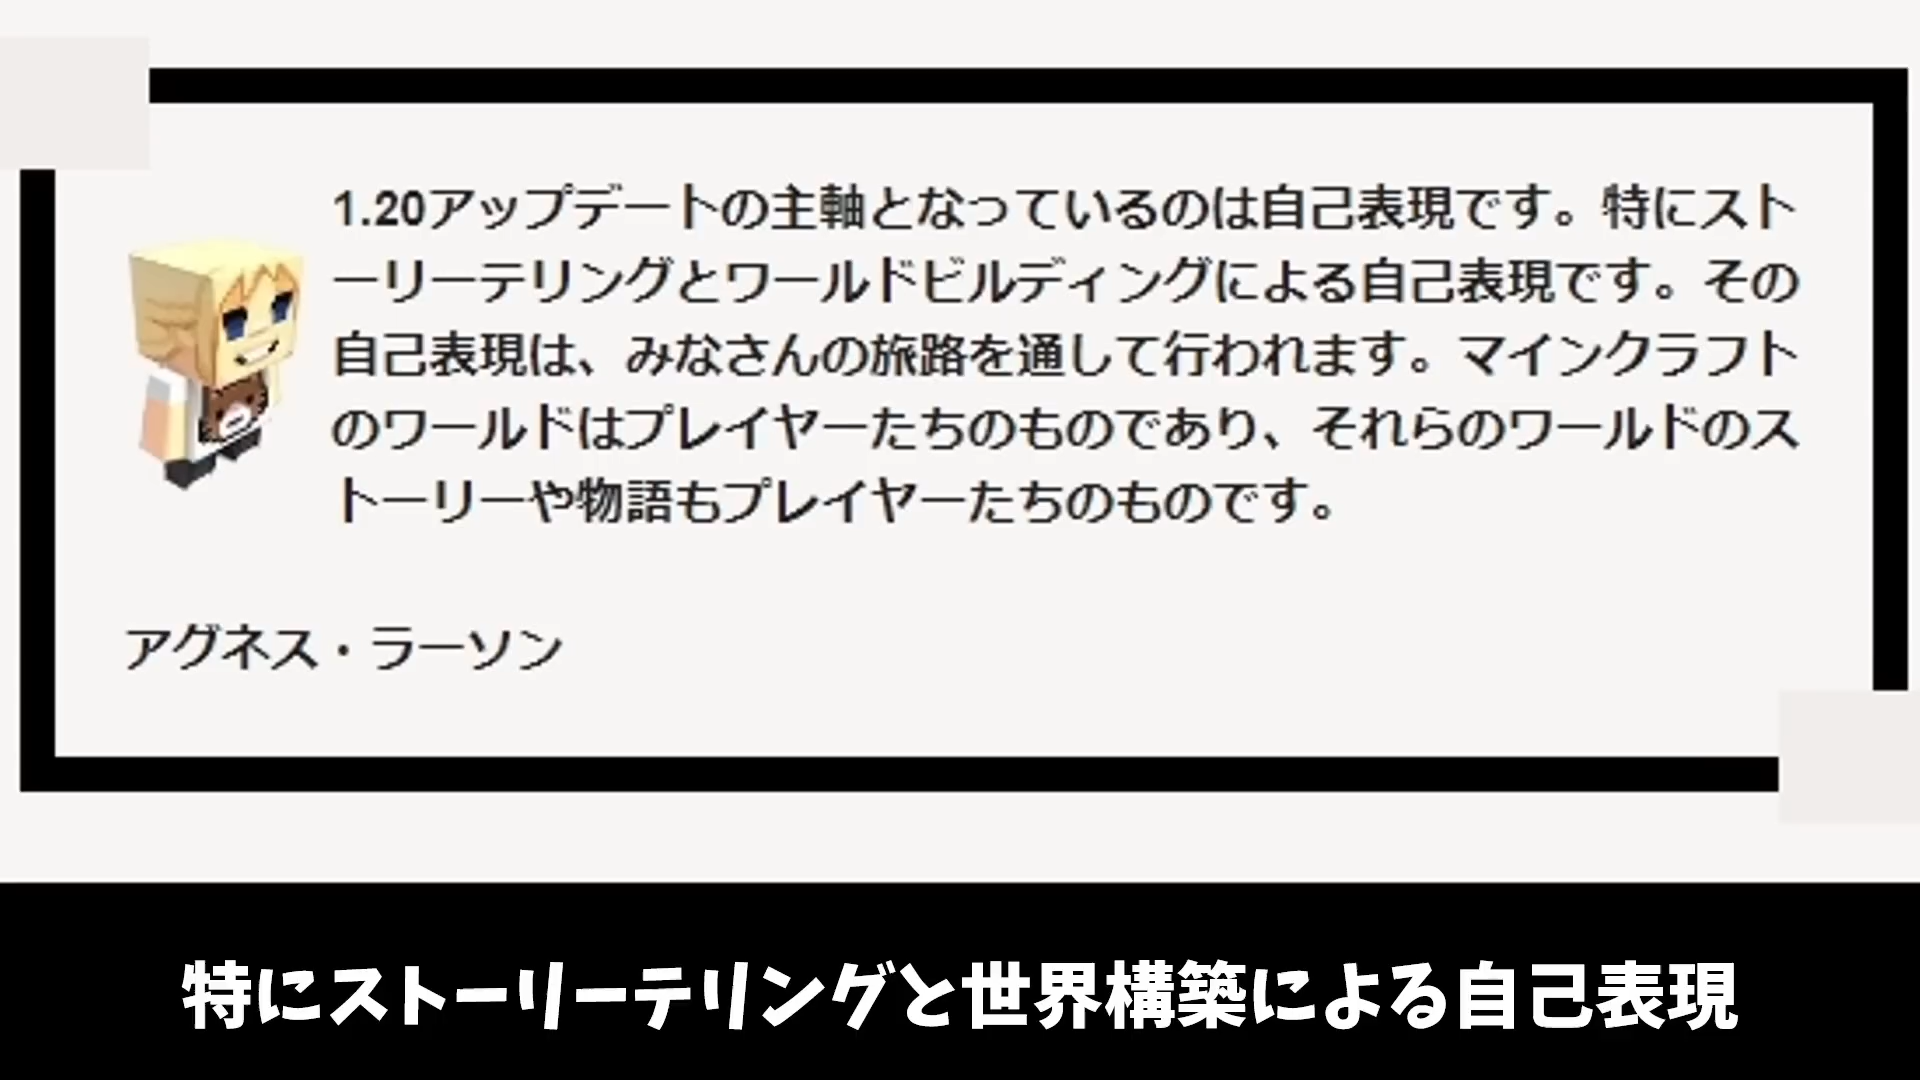 1.20アップデートの主軸となっているのは自己表現です。特にスト
ーリーテリングとワールドビルディングによる自己表現です。その
自己表現は、みなさんの旅路を通して行われます。マインクラフト
のワールドはプレイヤーたちのものであり、それらのワールドのス
トーリーや物語もプレイヤーたちのものです。
アグネス・ラーソン
特にストーリーテリングと世界構築による自己表現